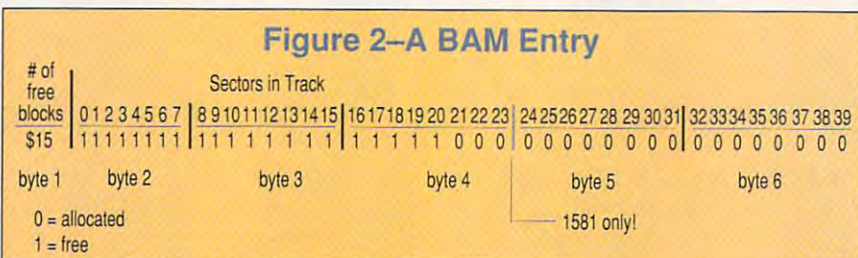 Figure 2–A BAM Entry
# of
free
blocks
Sectors in Track
0 1 2 3 4 5 6 7 8 9 10 11 12 13 14 15 16 17 18 19 20 21 22 23 24 25 26 27 28 29 30 31 32 33 34 35 36 37 38 39
$15 1 1 1 1 1 1 1 1 1 1 1 1 1 1 1 1 1 1 1 1 1 0 0 0 0 0 0 0 0 0 0 0 0 0 0 0 0 0 0 0
byte 1 byte 2 byte 3 byte 4 byte 5 byte 6
0 = allocated
1 = free
1581 only!